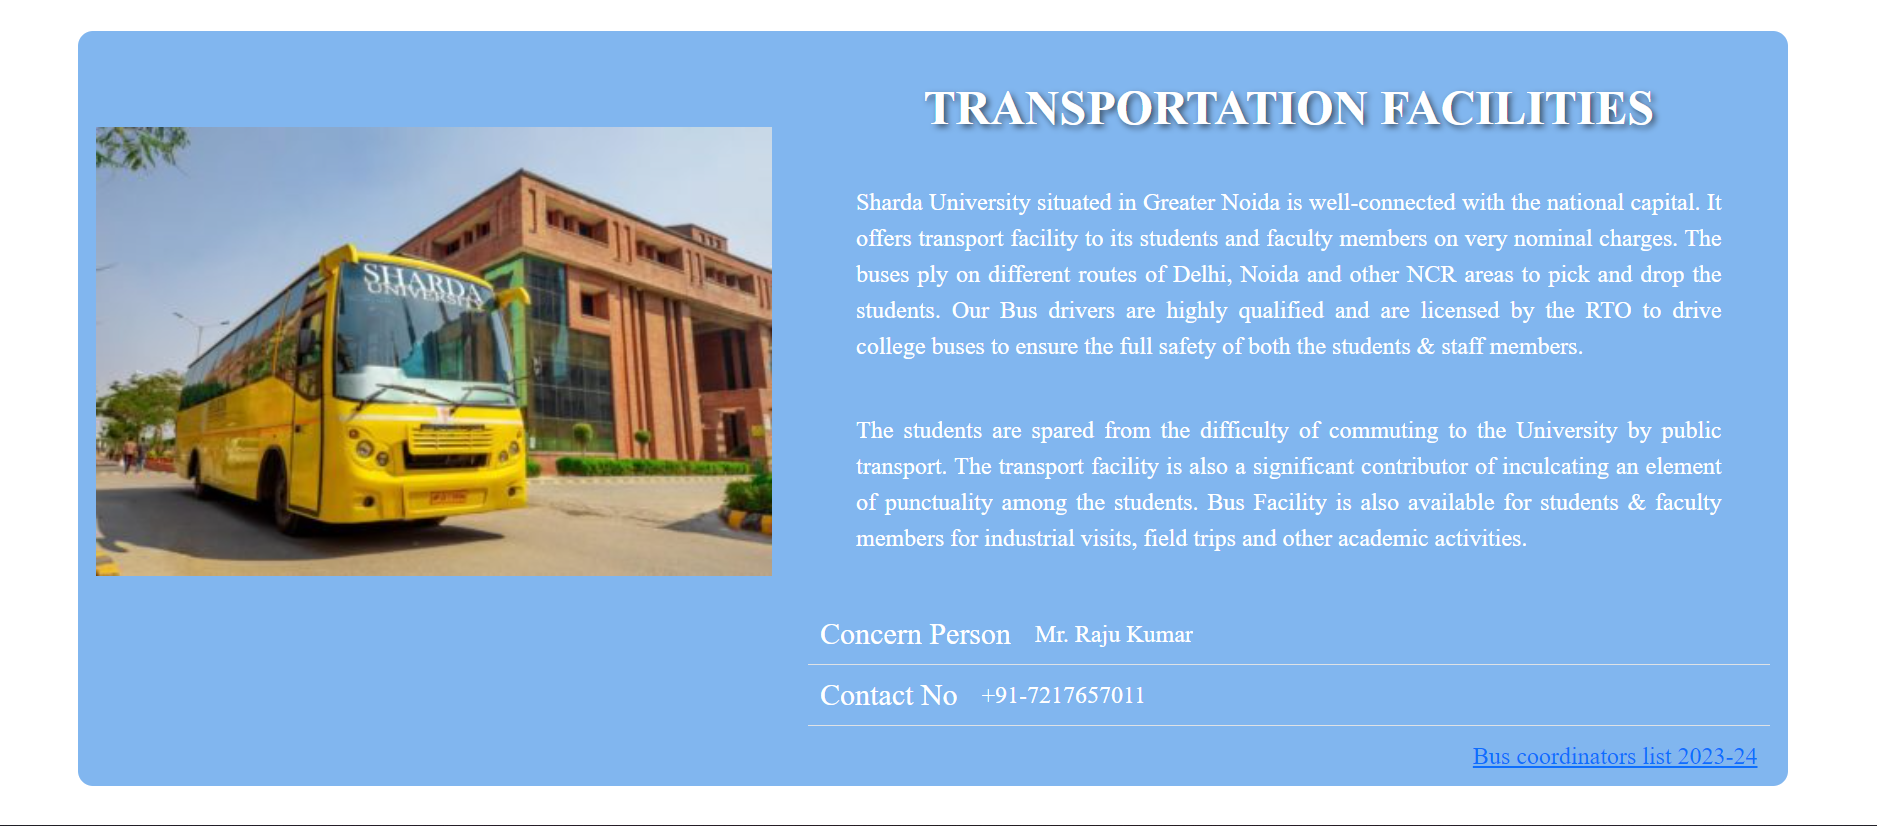 TRANSPORTATION FACILITIES
SHARDA
UNIVERSITY
Sharda University situated in Greater Noida is well-connected with the national capital. It
offers transport facility to its students and faculty members on very nominal charges. The
buses ply on different routes of Delhi, Noida and other NCR areas to pick and drop the
students. Our Bus drivers are highly qualified and are licensed by the RTO to drive
college buses to ensure the full safety of both the students & staff members.
The students are spared from the difficulty of commuting to the University by public
transport. The transport facility is also a significant contributor of inculcating an element
of punctuality among the students. Bus Facility is also available for students & faculty
members for industrial visits, field trips and other academic activities.
Concern Person Mr. Raju Kumar
Contact No +91-7217657011
Bus coordinators list 2023-24